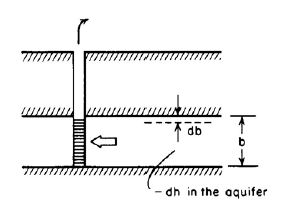 db
b
- dh in the aquifer